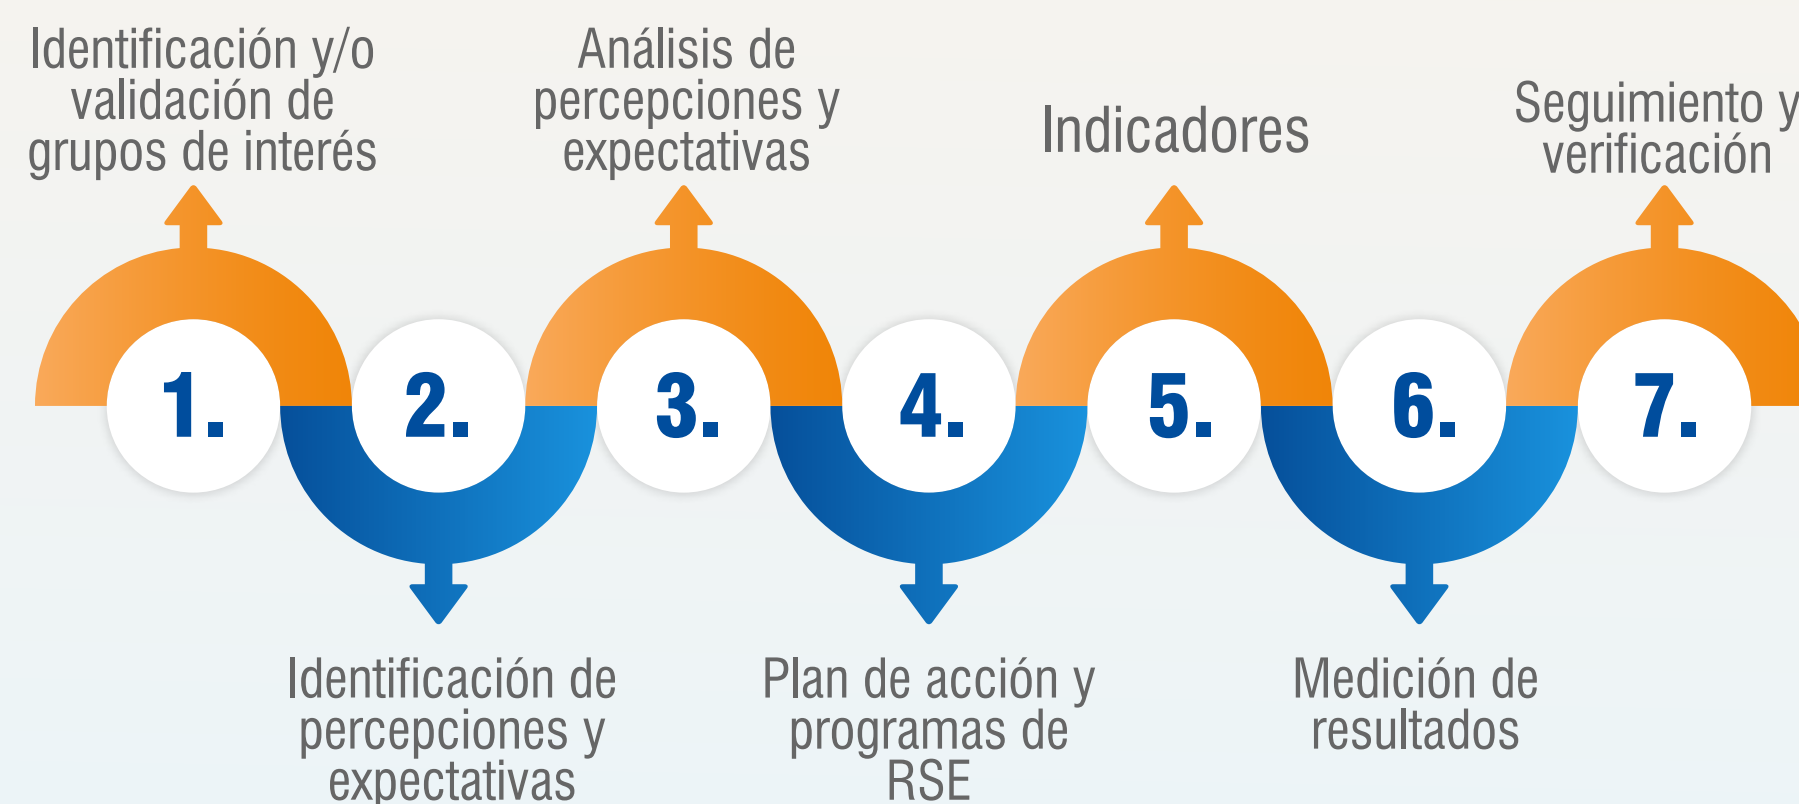 Identificación y/o
validación de
grupos de interés
Análisis de
percepciones y
expectativas
Indicadores
Seguimiento y
verificación
1.
2.
3.
4.
5.
6.
7.
Identificación de
percepciones y
expectativas
Plan de acción y
programas de
RSE
Medición de
resultados